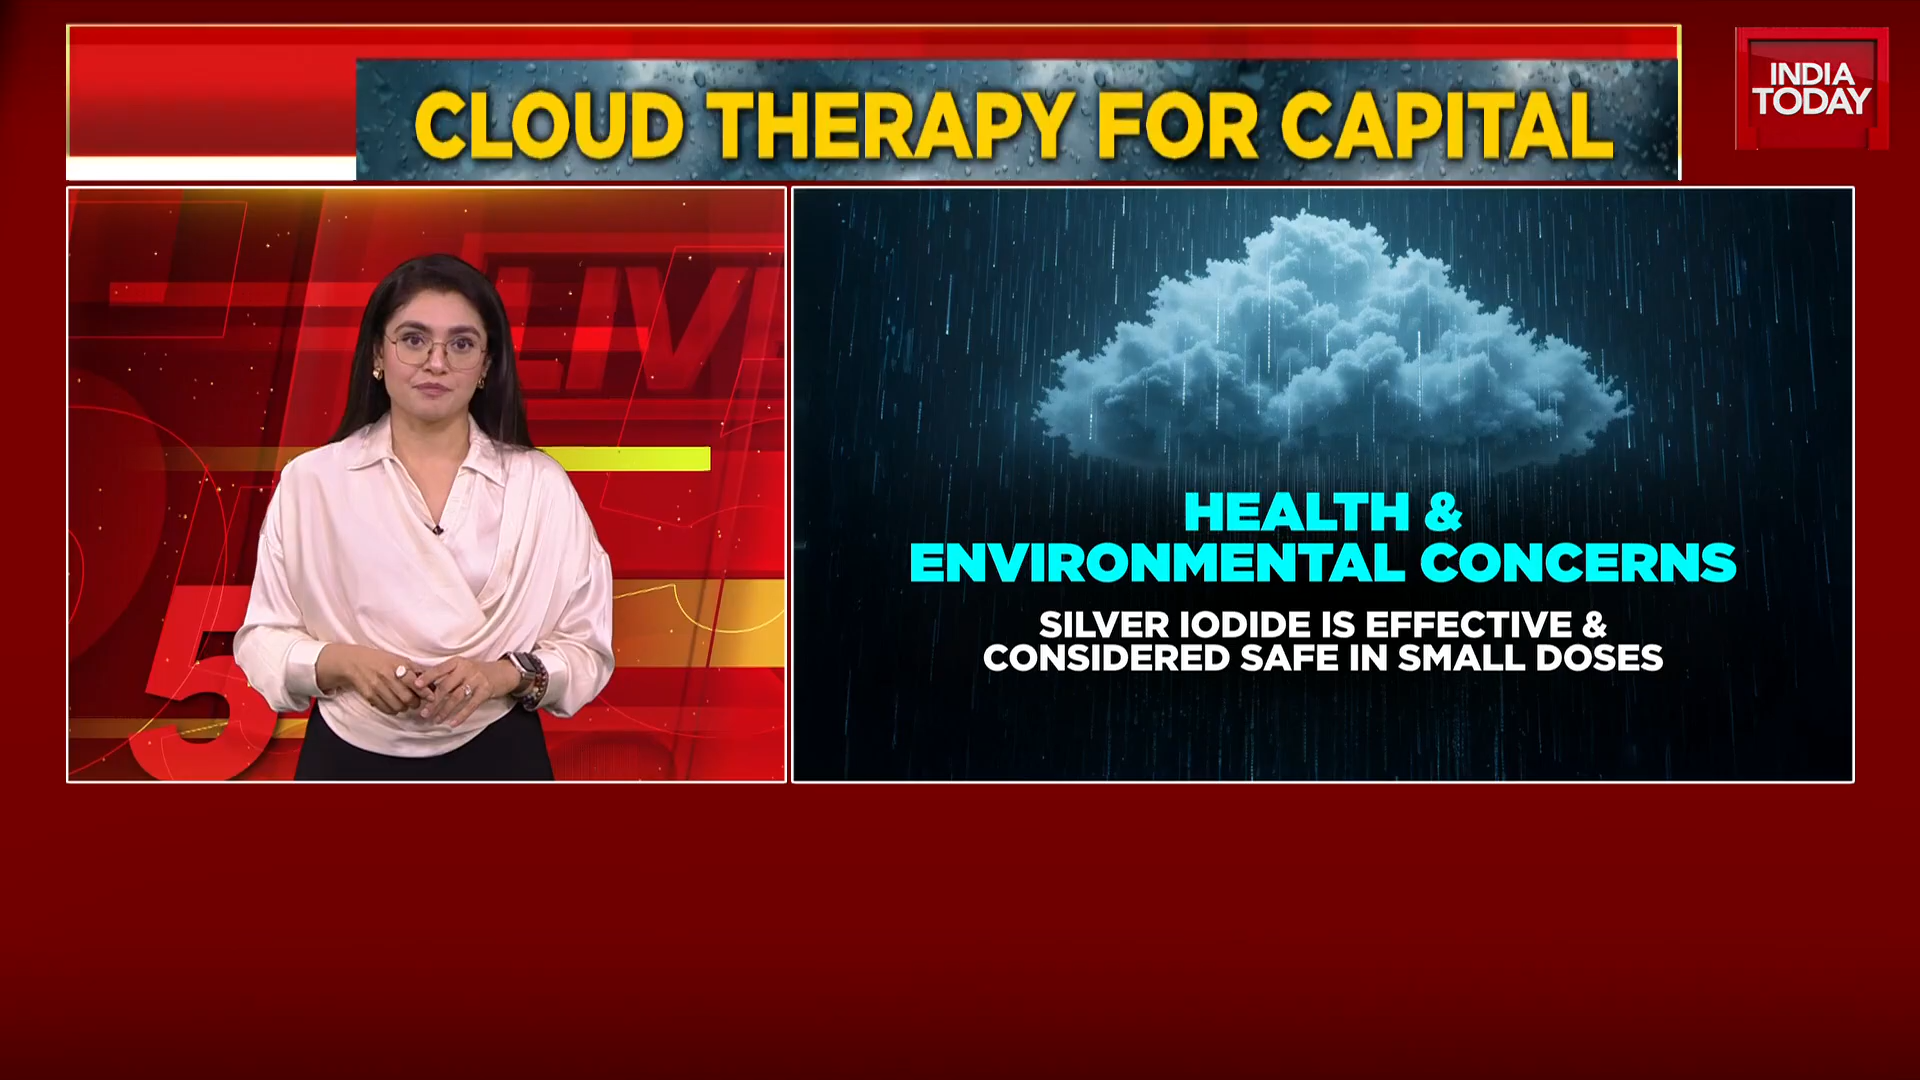 CLOUD THERAPY FOR CAPITAL
INDIA
TODAY
LIVE
5
HEALTH &
ENVIRONMENTAL CONCERNS
SILVER IODIDE IS EFFECTIVE &
CONSIDERED SAFE IN SMALL DOSES